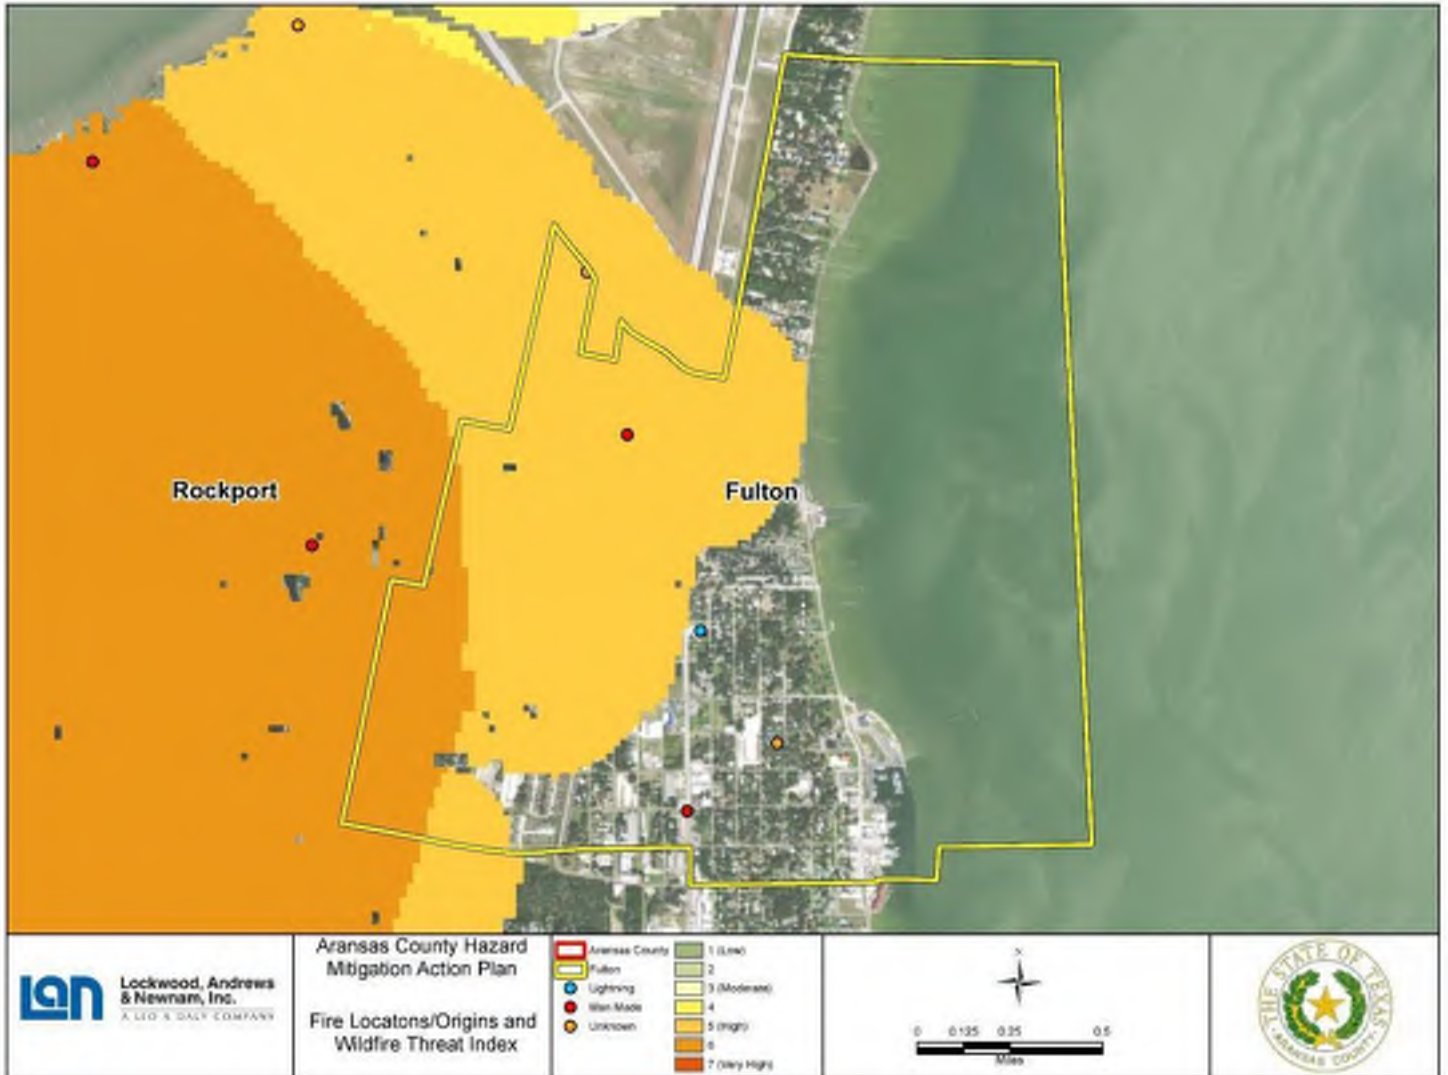 Rockport
Fulton
Lan
Lockwood, Andrews
& Newnam, Inc.
A LEO A DALY COMPANY
Aransas County Hazard
Mitigation Action Plan
Fire Locatons/Origins and
Wildfire Threat Index
Aransas County
Fulton
Lightning
Man Made
Unknown
1 (Low)
2
3 (Moderate)
4
5 (High)
6
7 (Very High)
N
0 0.125 0.25 0.5
Miles
THE STATE OF TEXAS
ARANSAS COUNTY